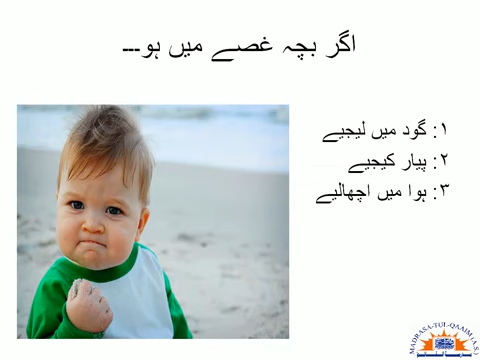 اگر بچہ غصے میں ہو۔۔۔
۱: گود میں لیجیے
۲: پیار کیجیے
۳: ہوا میں اچھالیے
MADRASA-TUL-QAAIM (A.S)